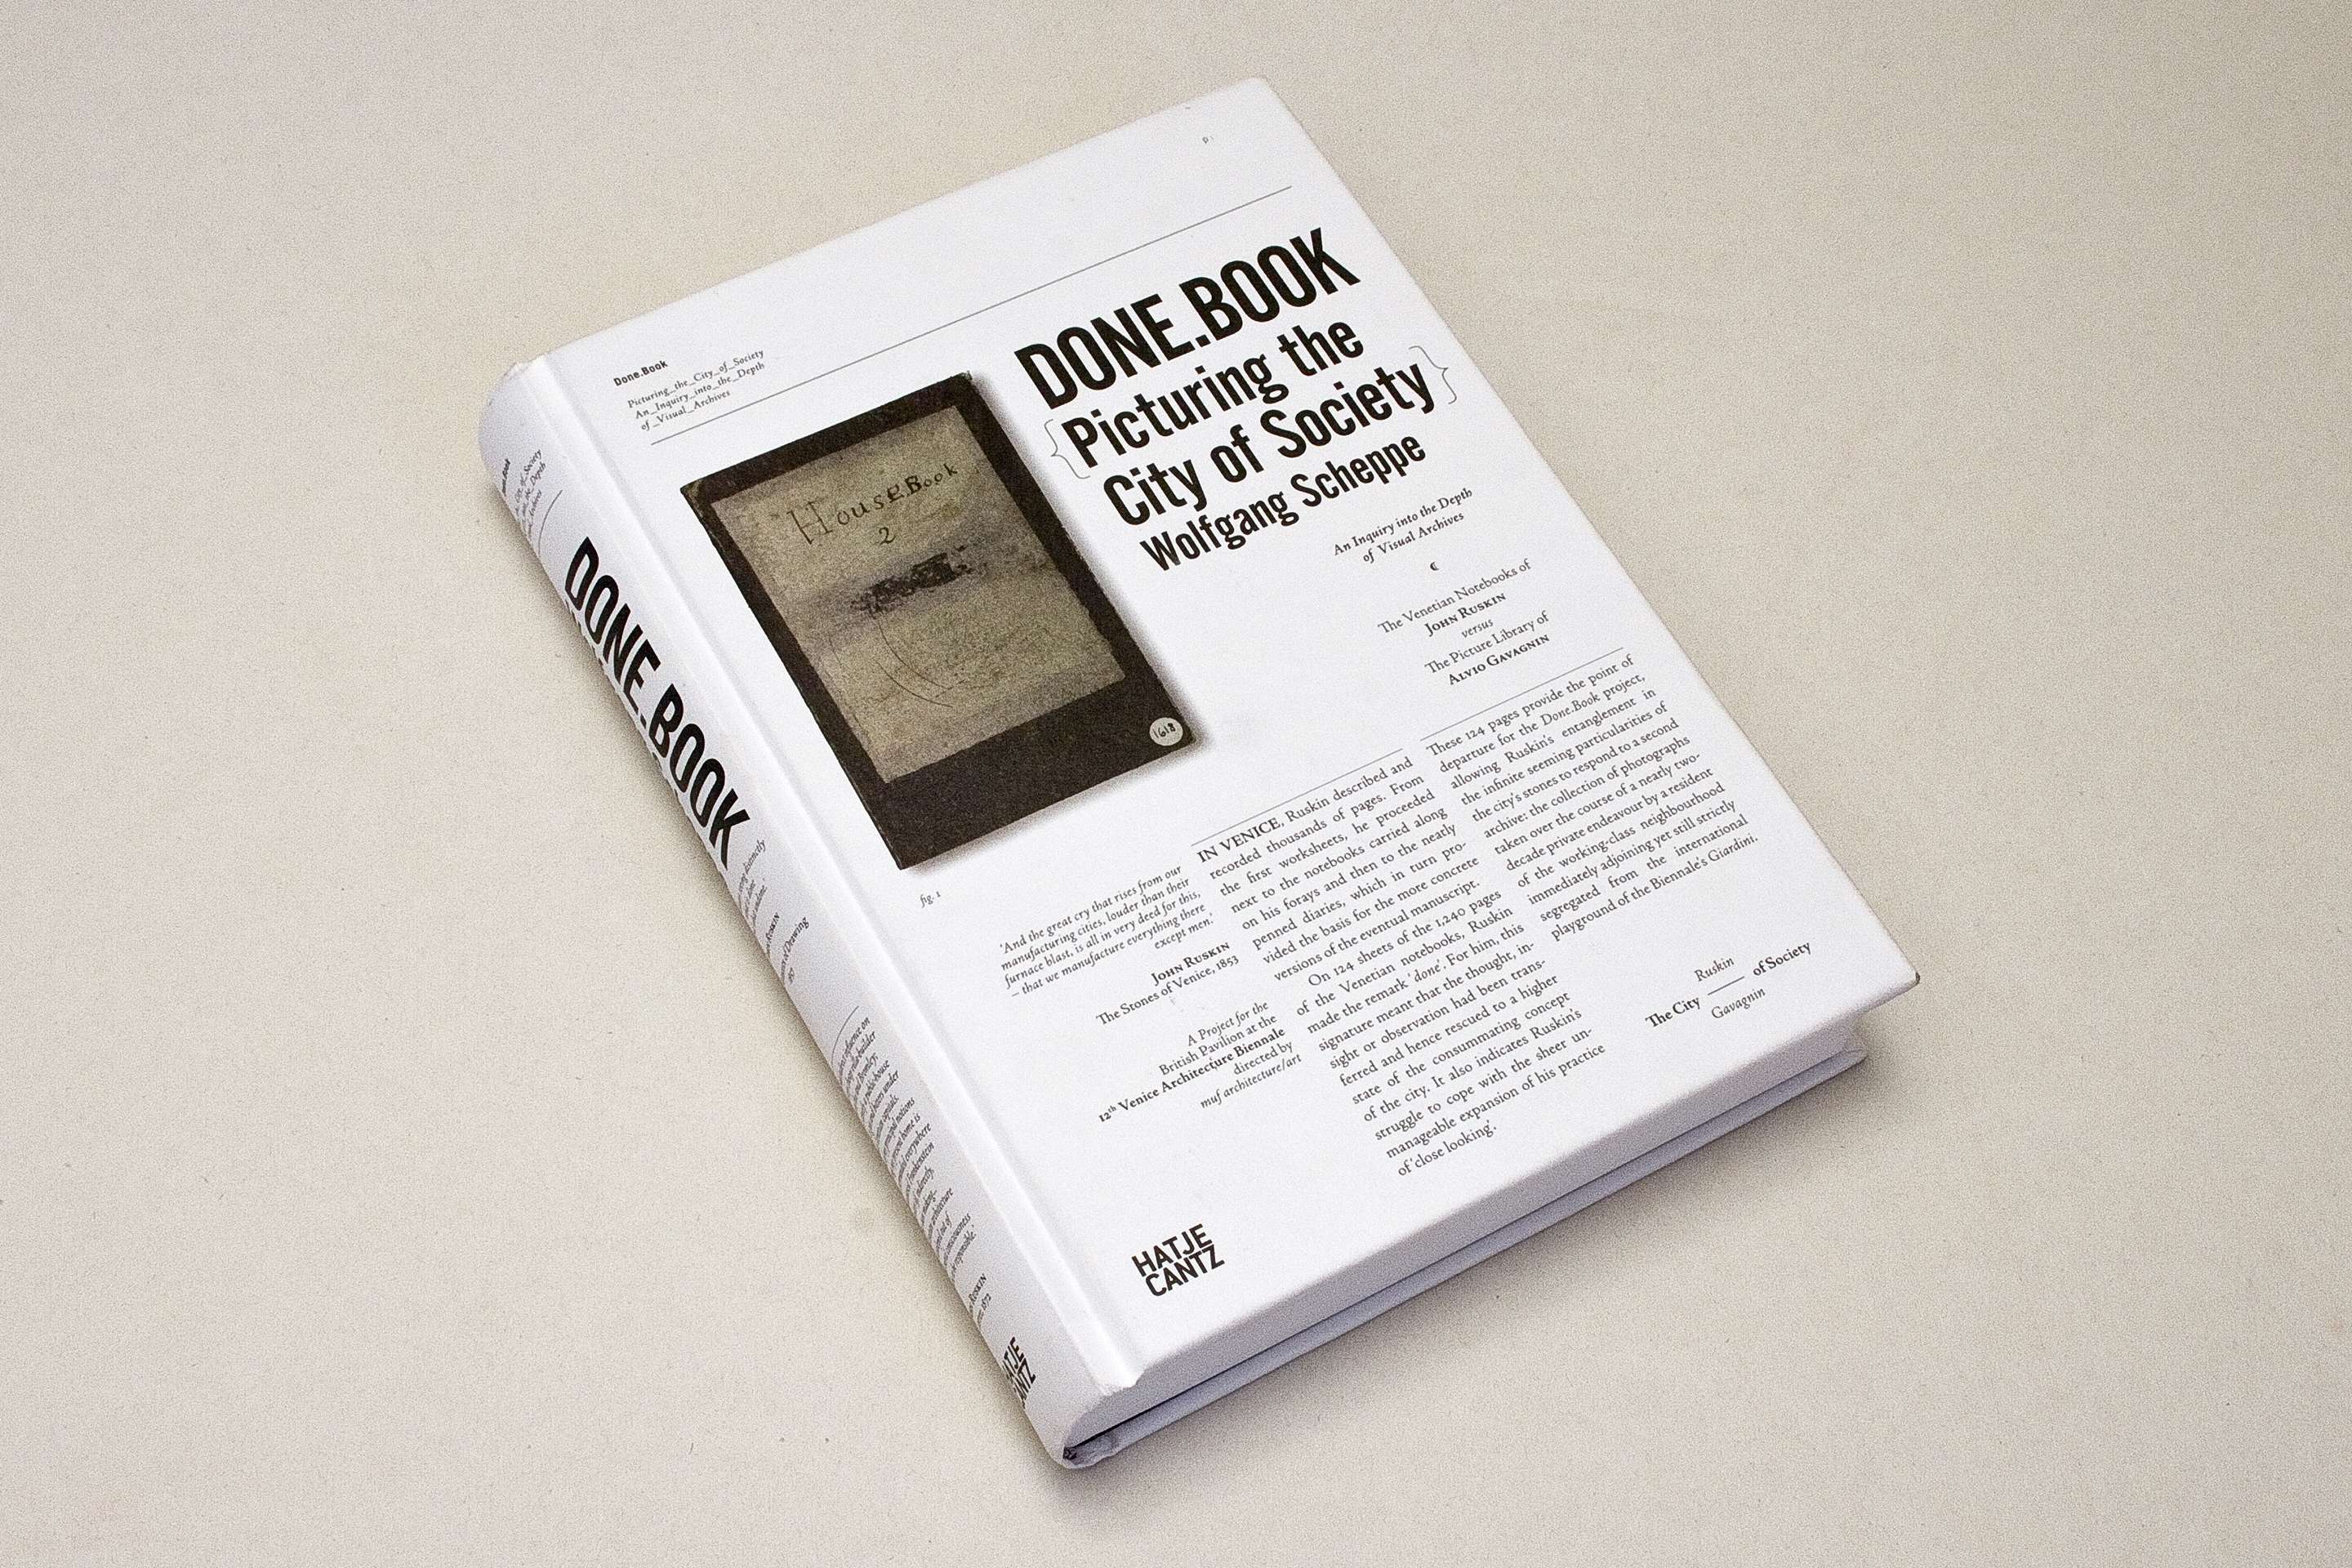 p.
Done.Book
Picturing_the_City_of_Society
An_Inquiry_into_the_Depth
of_Visual_Archives
DONE.BOOK
{Picturing the
City of Society}
Wolfgang Scheppe
An Inquiry into the Depth
of Visual Archives
The Venetian Notebooks of
JOHN RUSKIN
versus
The Picture Library of
ALVIO GAVAGNIN
HousE.Book
2
1618
fig. 1
'And the great cry that rises from our
manufacturing cities, louder than their
furnace blast, is all in very deed for this,
– that we manufacture everything there
except men.'
JOHN RUSKIN
The Stones of Venice, 1853
A Project for the
British Pavilion at the
12th Venice Architecture Biennale
directed by
muf architecture/art
IN VENICE, Ruskin described and
recorded thousands of pages. From
the first worksheets, he proceeded
next to the notebooks carried along
on his forays and then to the neatly
penned diaries, which in turn pro-
vided the basis for the more concrete
versions of the eventual manuscript.
On 124 sheets of the 1,240 pages
of the Venetian notebooks, Ruskin
made the remark 'done'. For him, this
signature meant that the thought, in-
sight or observation had been trans-
ferred and hence rescued to a higher
state of the consummating concept
of the city. It also indicates Ruskin's
struggle to cope with the sheer un-
manageable expansion of his practice
of 'close looking'.
These 124 pages provide the point of
departure for the Done.Book project,
allowing Ruskin's entanglement in
the infinite seeming particularities of
the city's stones to respond to a second
archive: the collection of photographs
taken over the course of a nearly two-
decade private endeavour by a resident
of the working-class neighbourhood
immediately adjoining yet still strictly
segregated from the international
playground of the Biennale's Giardini.
Ruskin
The City — of Society
Gavagnin
HATJE
CANTZ
DONE.BOOK